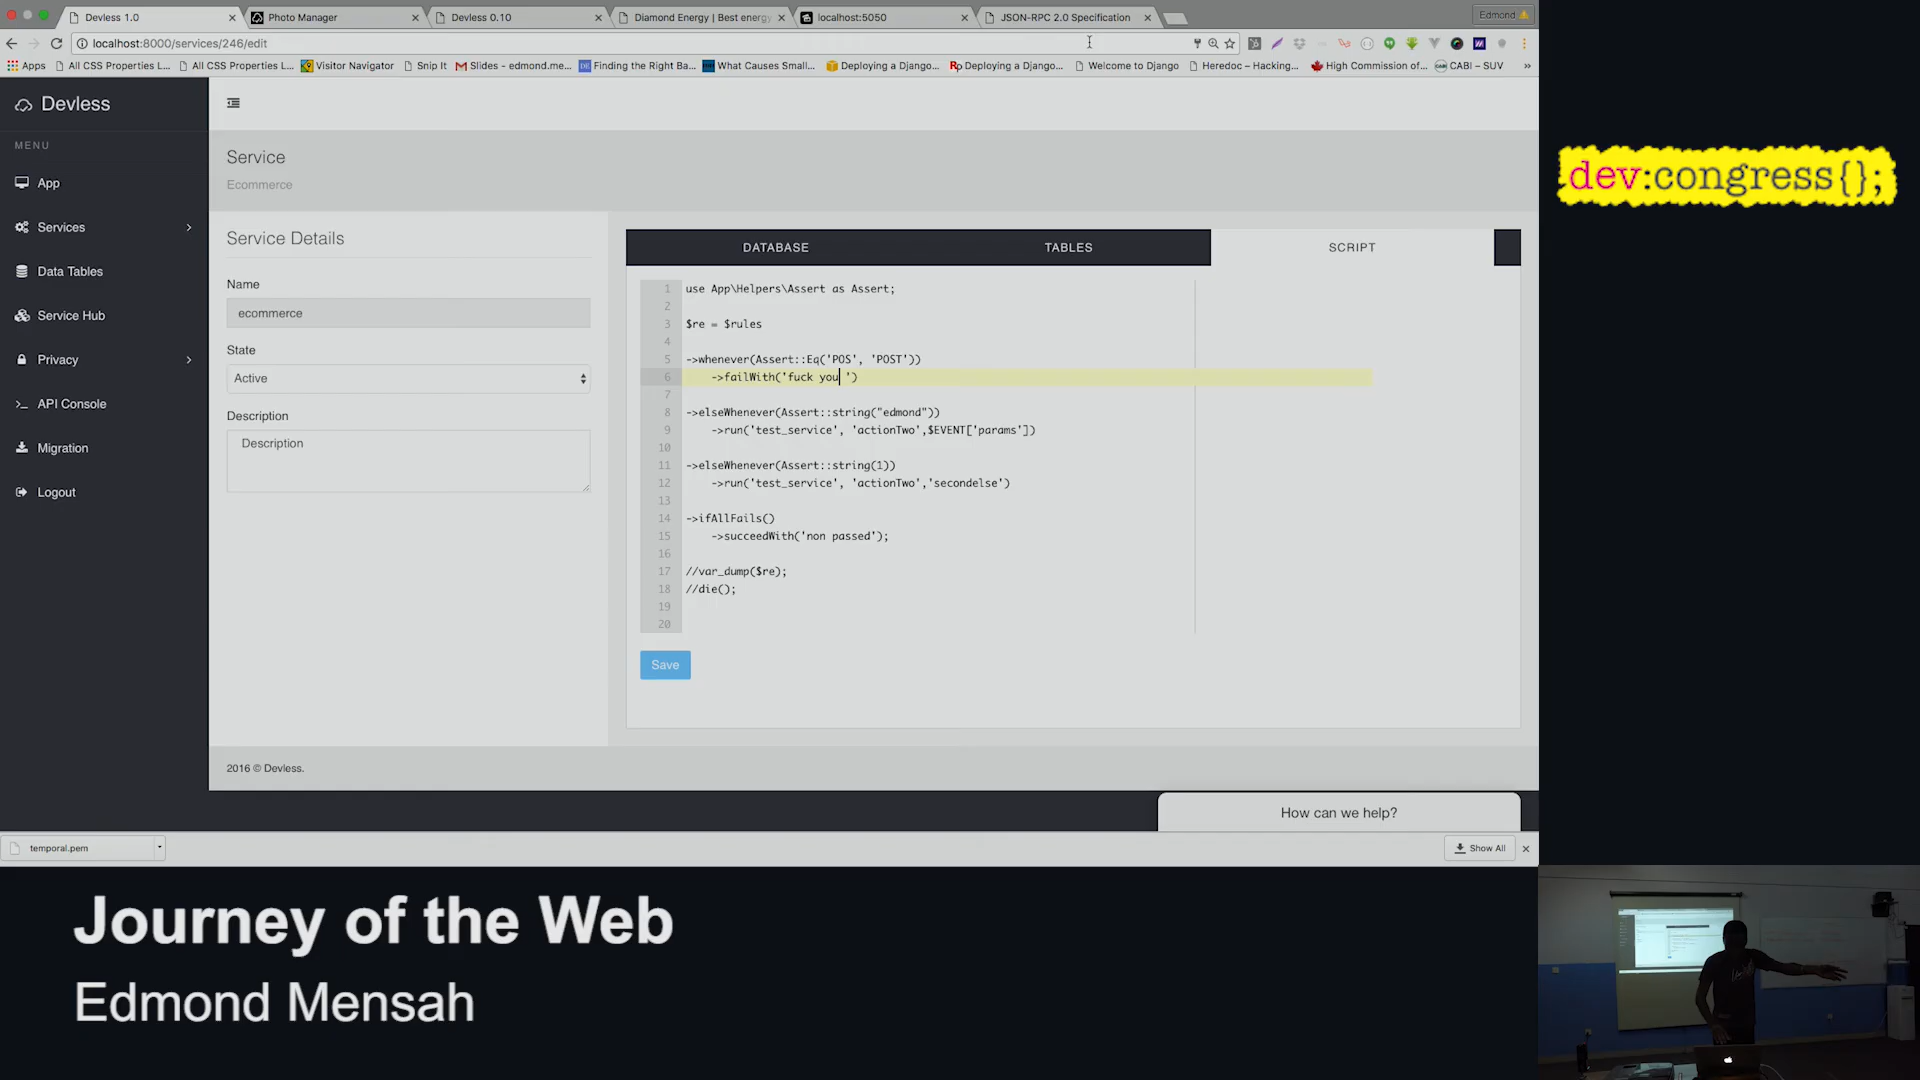 Devless 1.0
Photo Manager
Devless 0.10
Diamond Energy | Best energy
localhost:5050
JSON-RPC 2.0 Specification
Edmond
localhost:8000/services/246/edit
Apps
All CSS Properties L...
All CSS Properties L...
Visitor Navigator
Snip It
Slides - edmond.me...
Finding the Right Ba...
What Causes Small...
Deploying a Django...
Deploying a Django...
Welcome to Django
Heredoc – Hacking...
High Commission of...
CABI – SUV
»
Devless
MENU
App
Services
Data Tables
Service Hub
Privacy
API Console
Migration
Logout
Service
Ecommerce
Service Details
Name
ecommerce
State
Active
Description
Description
DATABASE
TABLES
SCRIPT
1 use App\Helpers\Assert as Assert;
2
3 $re = $rules
4
5 ->whenever(Assert::Eq('POS', 'POST'))
6 ->failWith('fuck you ')
7
8 ->elseWhenever(Assert::string("edmond"))
9 ->run('test_service', 'actionTwo',$EVENT['params'])
10
11 ->elseWhenever(Assert::string(1))
12 ->run('test_service', 'actionTwo','secondelse')
13
14 ->ifAllFails()
15 ->succeedWith('non passed');
16
17 //var_dump($re);
18 //die();
19
20
Save
2016 © Devless.
How can we help?
temporal.pem
Show All
dev:congress{};
Journey of the Web
Edmond Mensah